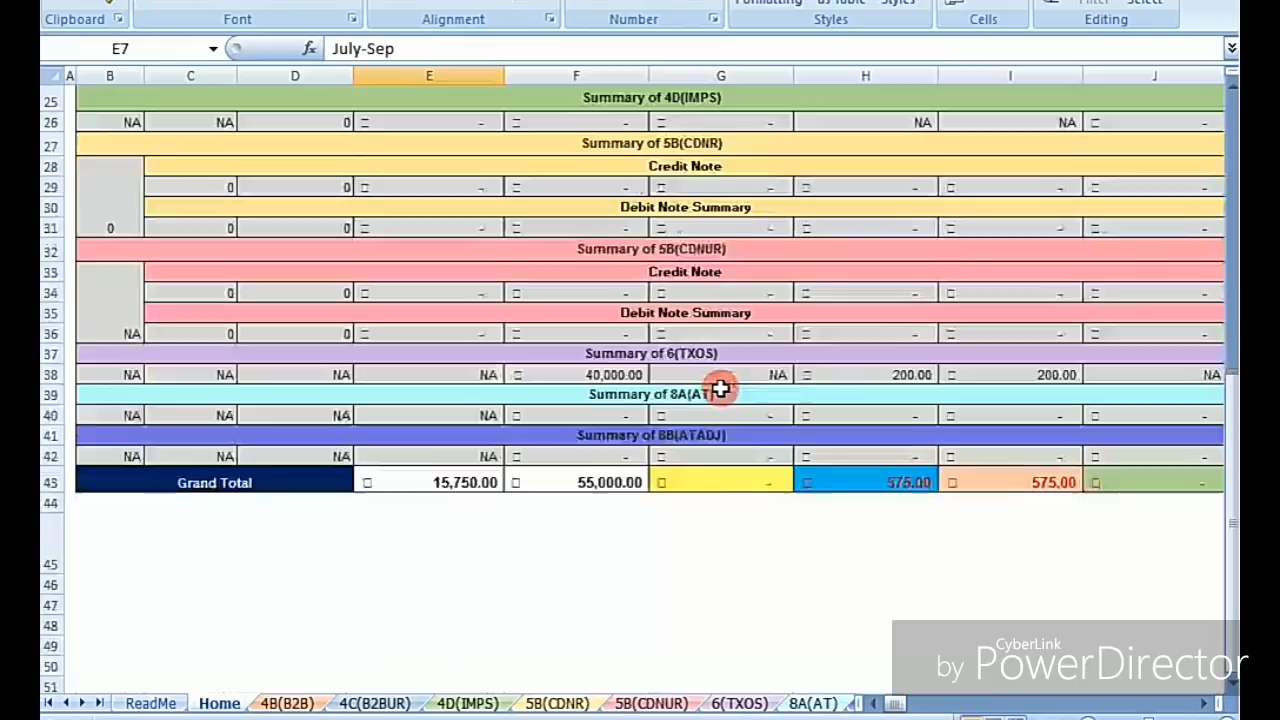 Formatting as Table Styles Filter Select
Clipboard Font Alignment Number Styles Cells Editing
E7 fx July-Sep
A B C D E F G H I J
25 Summary of 4D(IMPS)
26 NA NA 0 - - - NA NA -
27 Summary of 5B(CDNR)
28 Credit Note
29 0 0 - - - - - -
30 Debit Note Summary
31 0 0 0 - - - - - -
32 Summary of 5B(CDNUR)
33 Credit Note
34 0 0 - - - - - -
35 Debit Note Summary
36 NA 0 0 - - - - - -
37 Summary of 6(TXOS)
38 NA NA NA NA 40,000.00 NA 200.00 200.00 NA
39 Summary of 8A(AT)
40 NA NA NA NA - - - - -
41 Summary of 8B(ATADJ)
42 NA NA NA NA - - - - -
43 Grand Total 15,750.00 55,000.00 - 575.00 575.00 -
44
45
46
47
48
49
50
51
CyberLink
by PowerDirector
ReadMe Home 4B(B2B) 4C(B2BUR) 4D(IMPS) 5B(CDNR) 5B(CDNUR) 6(TXOS) 8A(AT)